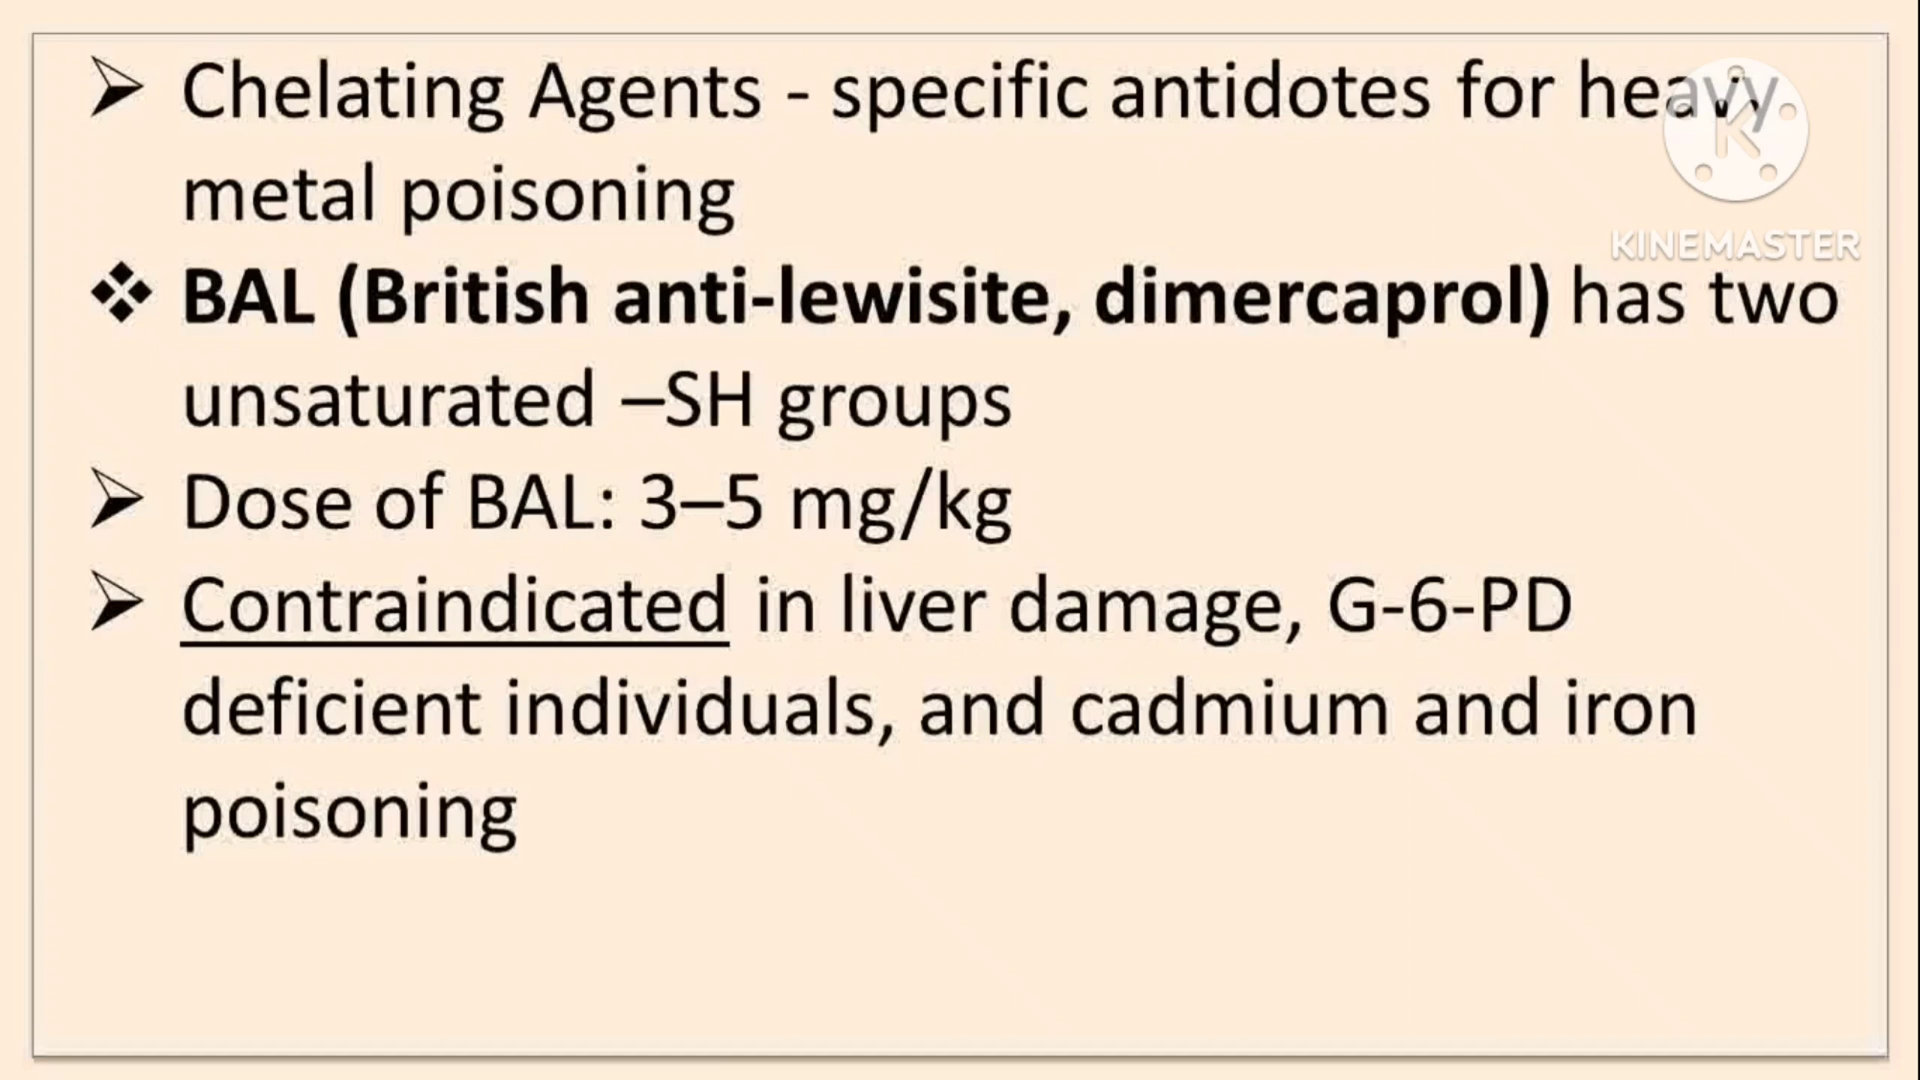 Chelating Agents - specific antidotes for heavy
metal poisoning
KINEMASTER
BAL (British anti-lewisite, dimercaprol) has two
unsaturated –SH groups
Dose of BAL: 3–5 mg/kg
Contraindicated in liver damage, G-6-PD
deficient individuals, and cadmium and iron
poisoning